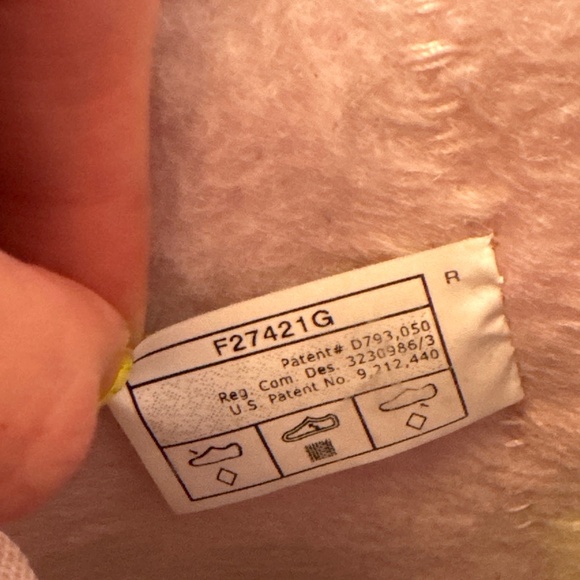 F27421G
R
Patent# D793,050
Reg. Com. Des. 3230986/3
U.S. Patent No. 9,212,440